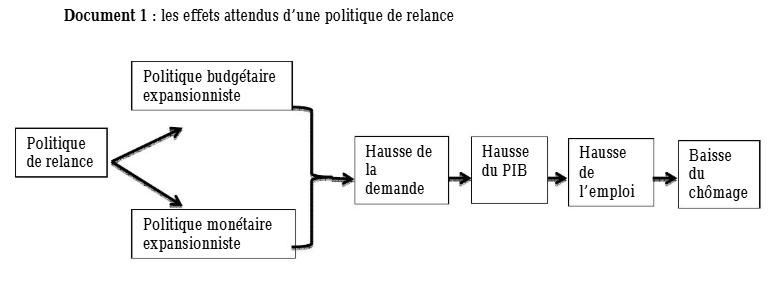 Document 1 : les effets attendus d’une politique de relance
Politique budgétaire
expansionniste
Politique
de relance
Politique monétaire
expansionniste
Hausse de
la
demande
Hausse
du PIB
Hausse
de
l’emploi
Baisse
du
chômage